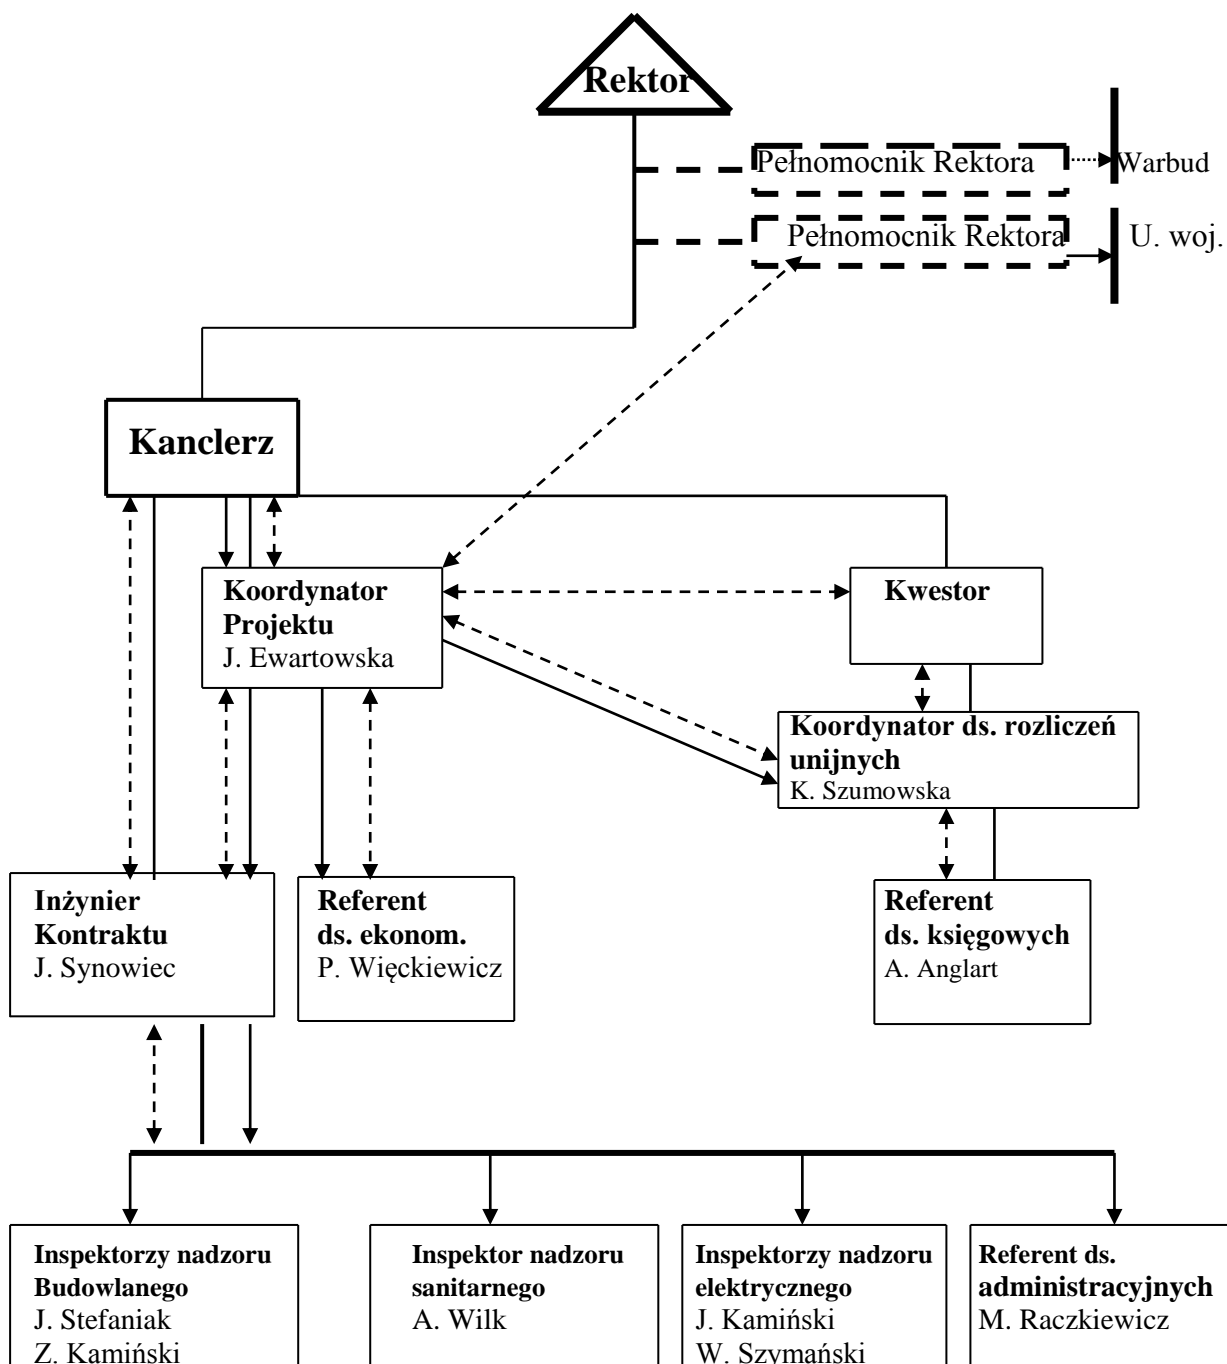 Rektor
Pełnomocnik Rektora
Warbud
Pełnomocnik Rektora
U. woj.
Kanclerz
Koordynator
Projektu
J. Ewartowska
Kwestor
Koordynator ds. rozliczeń
unijnych
K. Szumowska
Inżynier
Kontraktu
J. Synowiec
Referent
ds. ekonom.
P. Więckiewicz
Referent
ds. księgowych
A. Anglart
Inspektorzy nadzoru
Budowlanego
J. Stefaniak
Z. Kamiński
Inspektor nadzoru
sanitarnego
A. Wilk
Inspektorzy nadzoru
elektrycznego
J. Kamiński
W. Szymański
Referent ds.
administracyjnych
M. Raczkiewicz